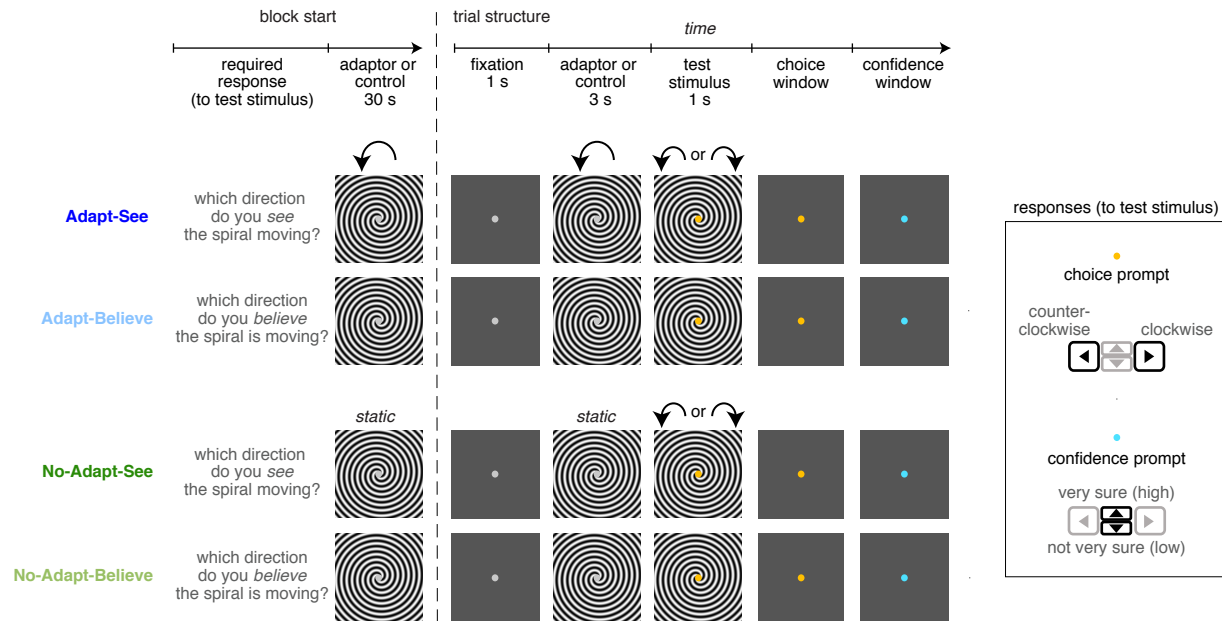 block start
trial structure
time
required
response
(to test stimulus)
adaptor or
control
30 s
fixation
1 s
adaptor or
control
3 s
test
stimulus
1 s
choice
window
confidence
window
or
Adapt-See
which direction
do you see
the spiral moving?
Adapt-Believe
which direction
do you believe
the spiral is moving?
static
static
or
No-Adapt-See
which direction
do you see
the spiral moving?
No-Adapt-Believe
which direction
do you believe
the spiral is moving?
responses (to test stimulus)
choice prompt
counter-
clockwise
clockwise
confidence prompt
very sure (high)
not very sure (low)